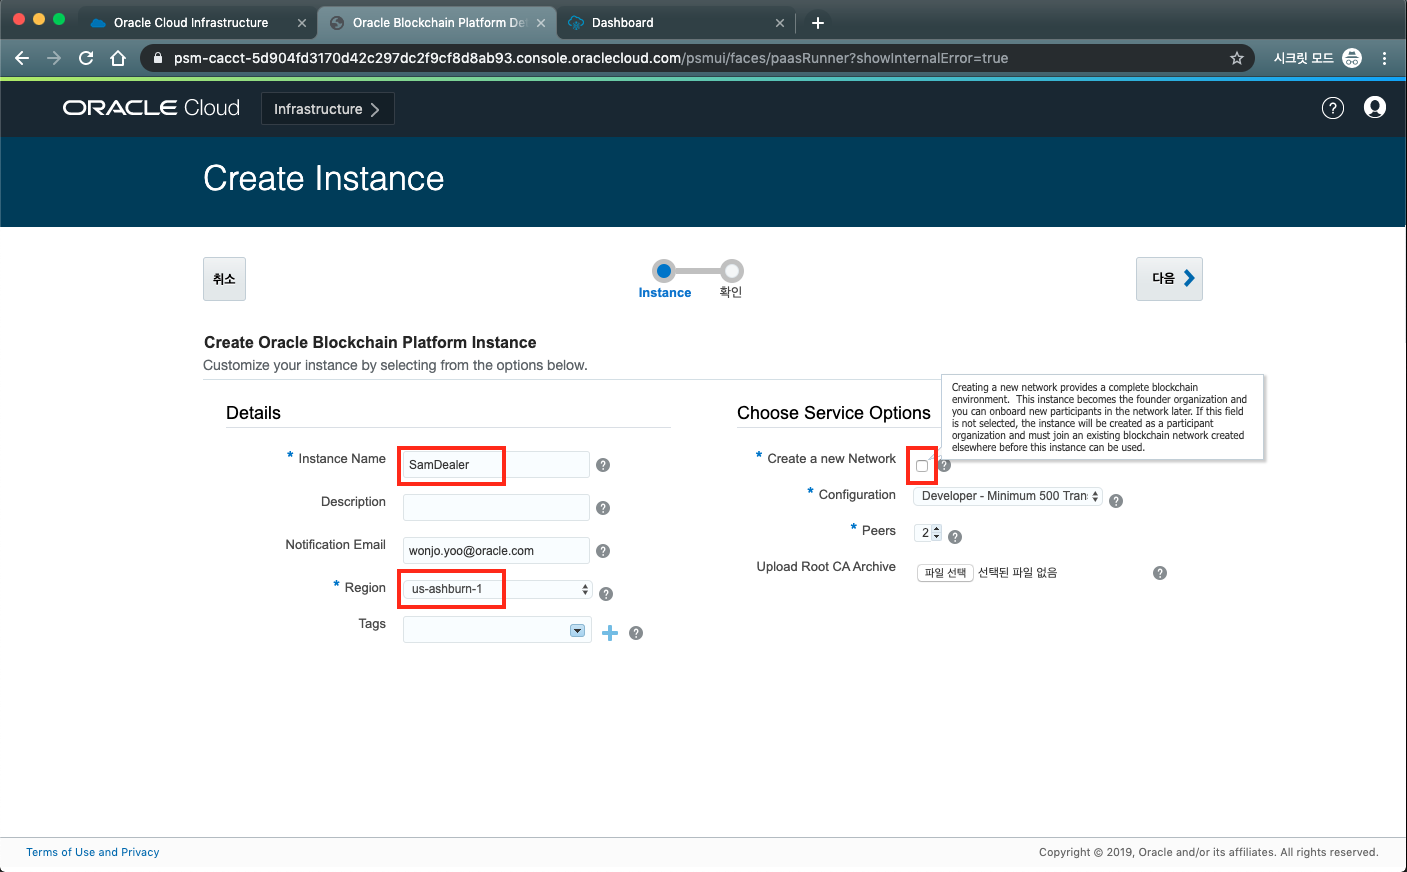 Oracle Cloud Infrastructure
Oracle Blockchain Platform De
Dashboard
psm-cacct-5d904fd3170d42c297dc2f9cf8d8ab93.console.oraclecloud.com/psmui/faces/paasRunner?showInternalError=true
시크릿 모드
ORACLE Cloud
Infrastructure
Create Instance
취소
Instance
확인
다음
Create Oracle Blockchain Platform Instance
Customize your instance by selecting from the options below.
Creating a new network provides a complete blockchain
environment. This instance becomes the founder organization and
you can onboard new participants in the network later. If this field
is not selected, the instance will be created as a participant
organization and must join an existing blockchain network created
elsewhere before this instance can be used.
Details
* Instance Name SamDealer
Description
Notification Email wonjo.yoo@oracle.com
* Region us-ashburn-1
Tags
Choose Service Options
* Create a new Network
* Configuration Developer - Minimum 500 Tran
* Peers 2
Upload Root CA Archive 파일 선택 선택된 파일 없음
Terms of Use and Privacy
Copyright © 2019, Oracle and/or its affiliates. All rights reserved.